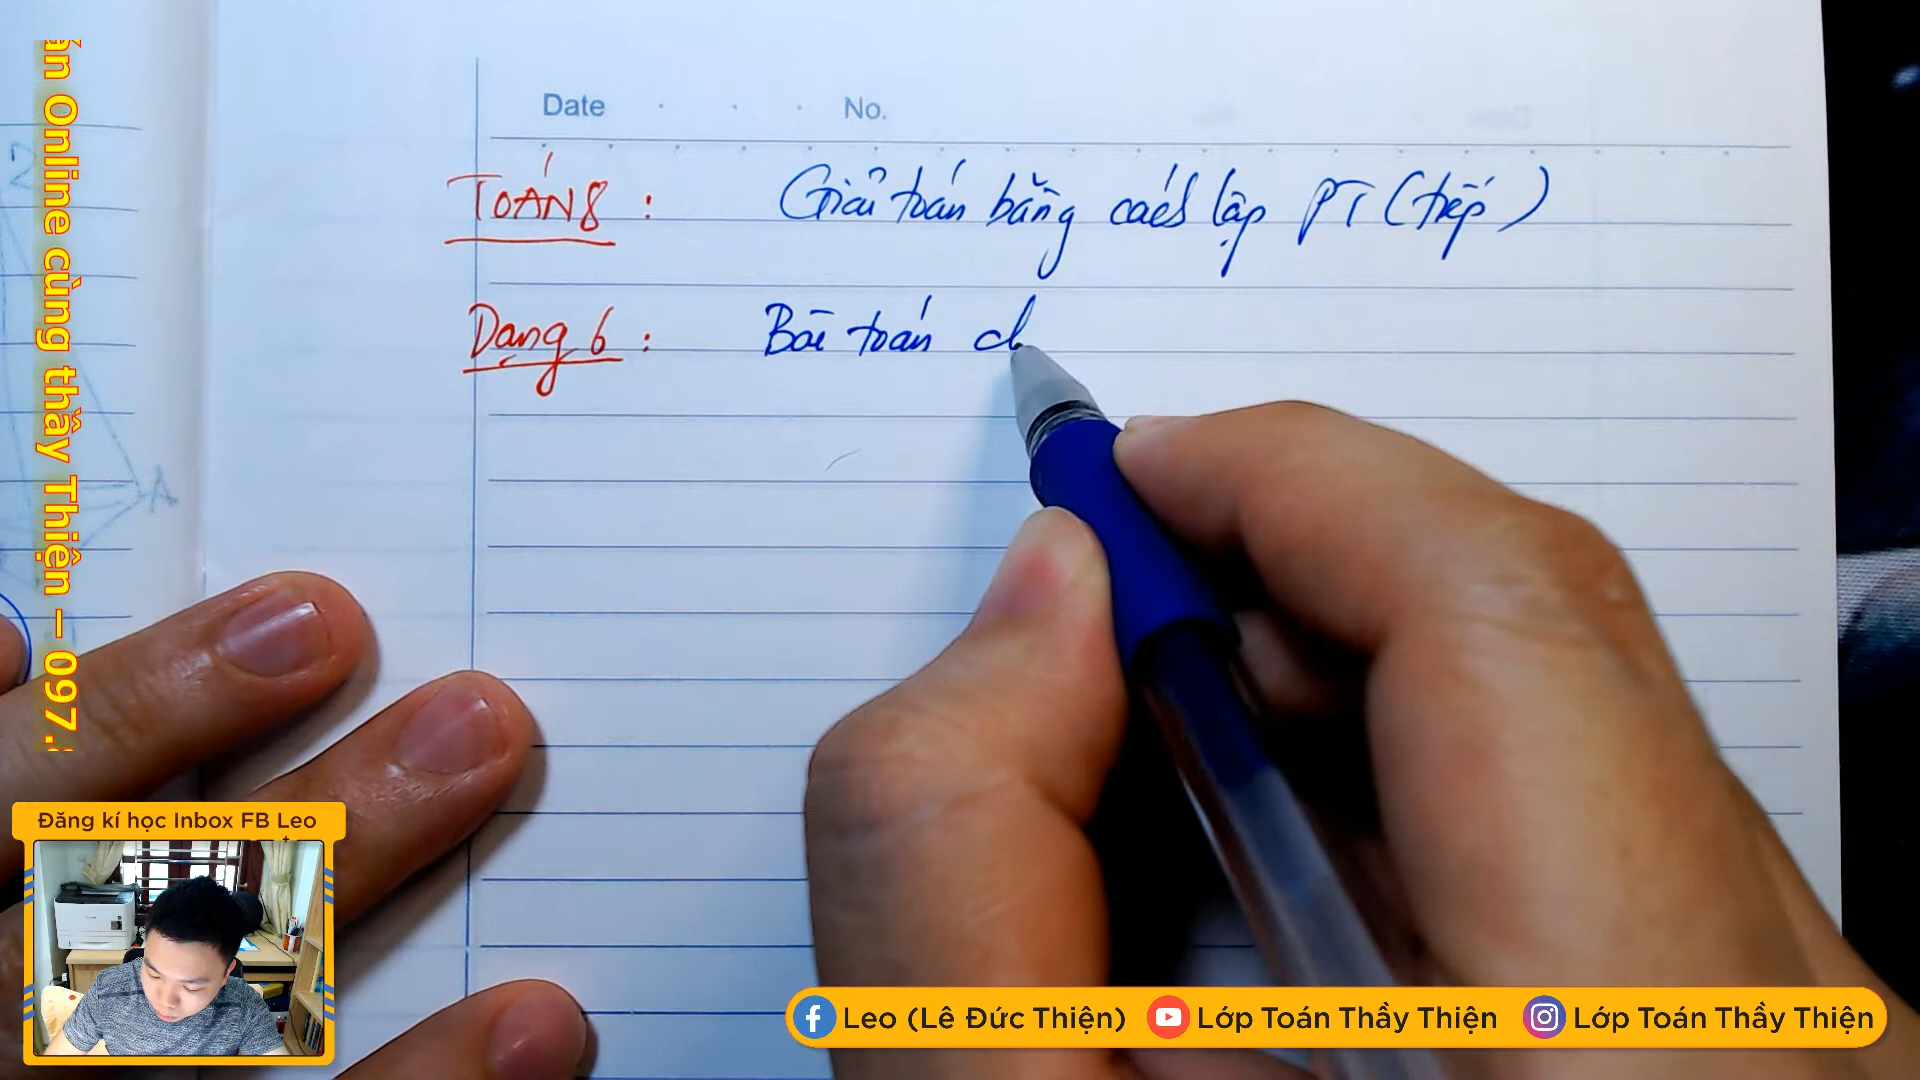 Date No.
TOÁN 8 : Giải toán bằng cách lập PT (tiếp)
Dạng 6 : Bài toán ch
án Online cùng thầy Thiện – 097.
Đăng kí học Inbox FB Leo
Leo (Lê Đức Thiện) Lớp Toán Thầy Thiện Lớp Toán Thầy Thiện